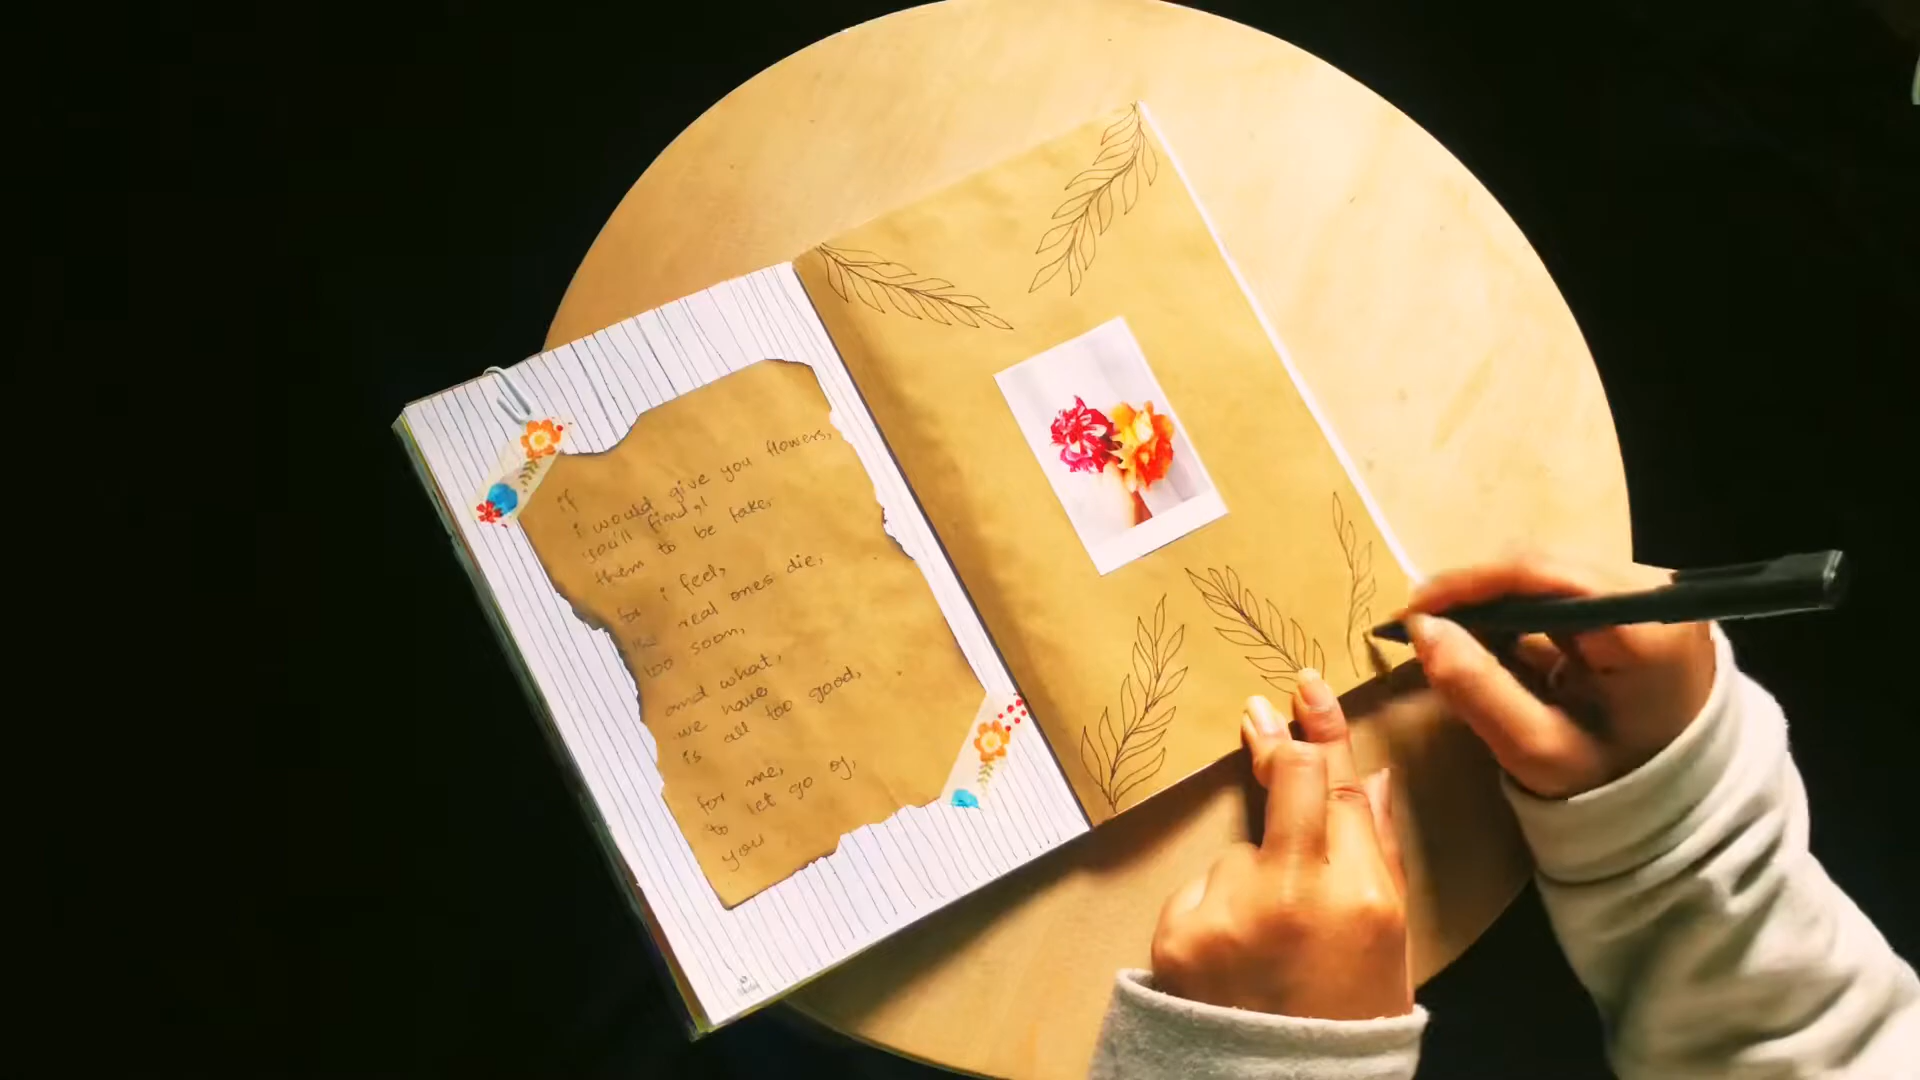 if
i would give you flowers,
you'll find,
them to be fake,
for i feel,
the real ones die,
too soon,
and what,
we have
is all too good,
for me,
to let go of,
you